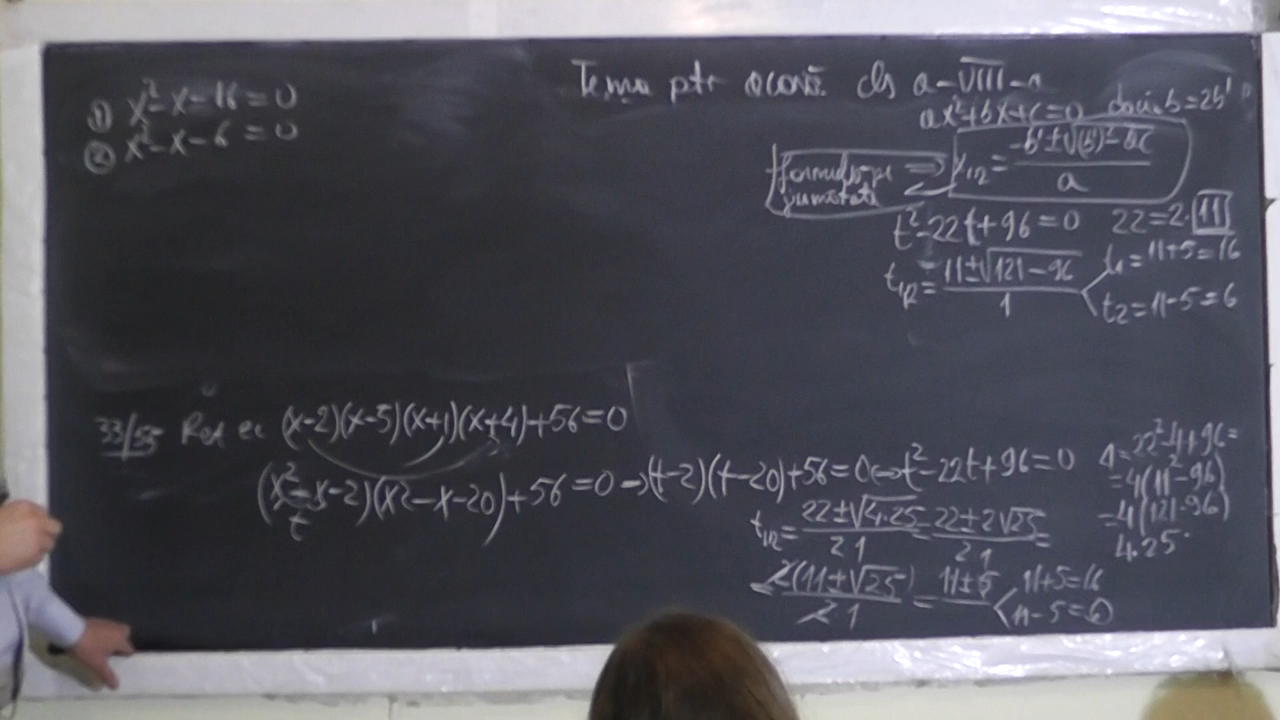 1) x²-x-16=0
2) x²-x-6=0
Tema ptr oconi cls a-VIII-a
ax²+bx+c=0 dacă b=2b'
formula pe jumătate ⇒ x₁,₂ = (-b'±√((b')²-ac))/a
t²-22t+96=0 22=2·11
t₁,₂ = (11±√(121-96))/1
t₁=11+5=16
t₂=11-5=6
33/55 Rez ec (x-2)(x-5)(x+1)(x+4)+56=0
(x²-x-2)(x²-x-20)+56=0→(t-2)(t-20)+56=0⇔t²-22t+96=0
t
t₁,₂ = (22±√(4·25))/(2·1) = (22±2√25)/(2·1) =
2(11±√25)/(2·1) = 11±5
11+5=16
11-5=6
Δ=22²-4·96=
=4(11²-96)
=4(121-96)
4·25